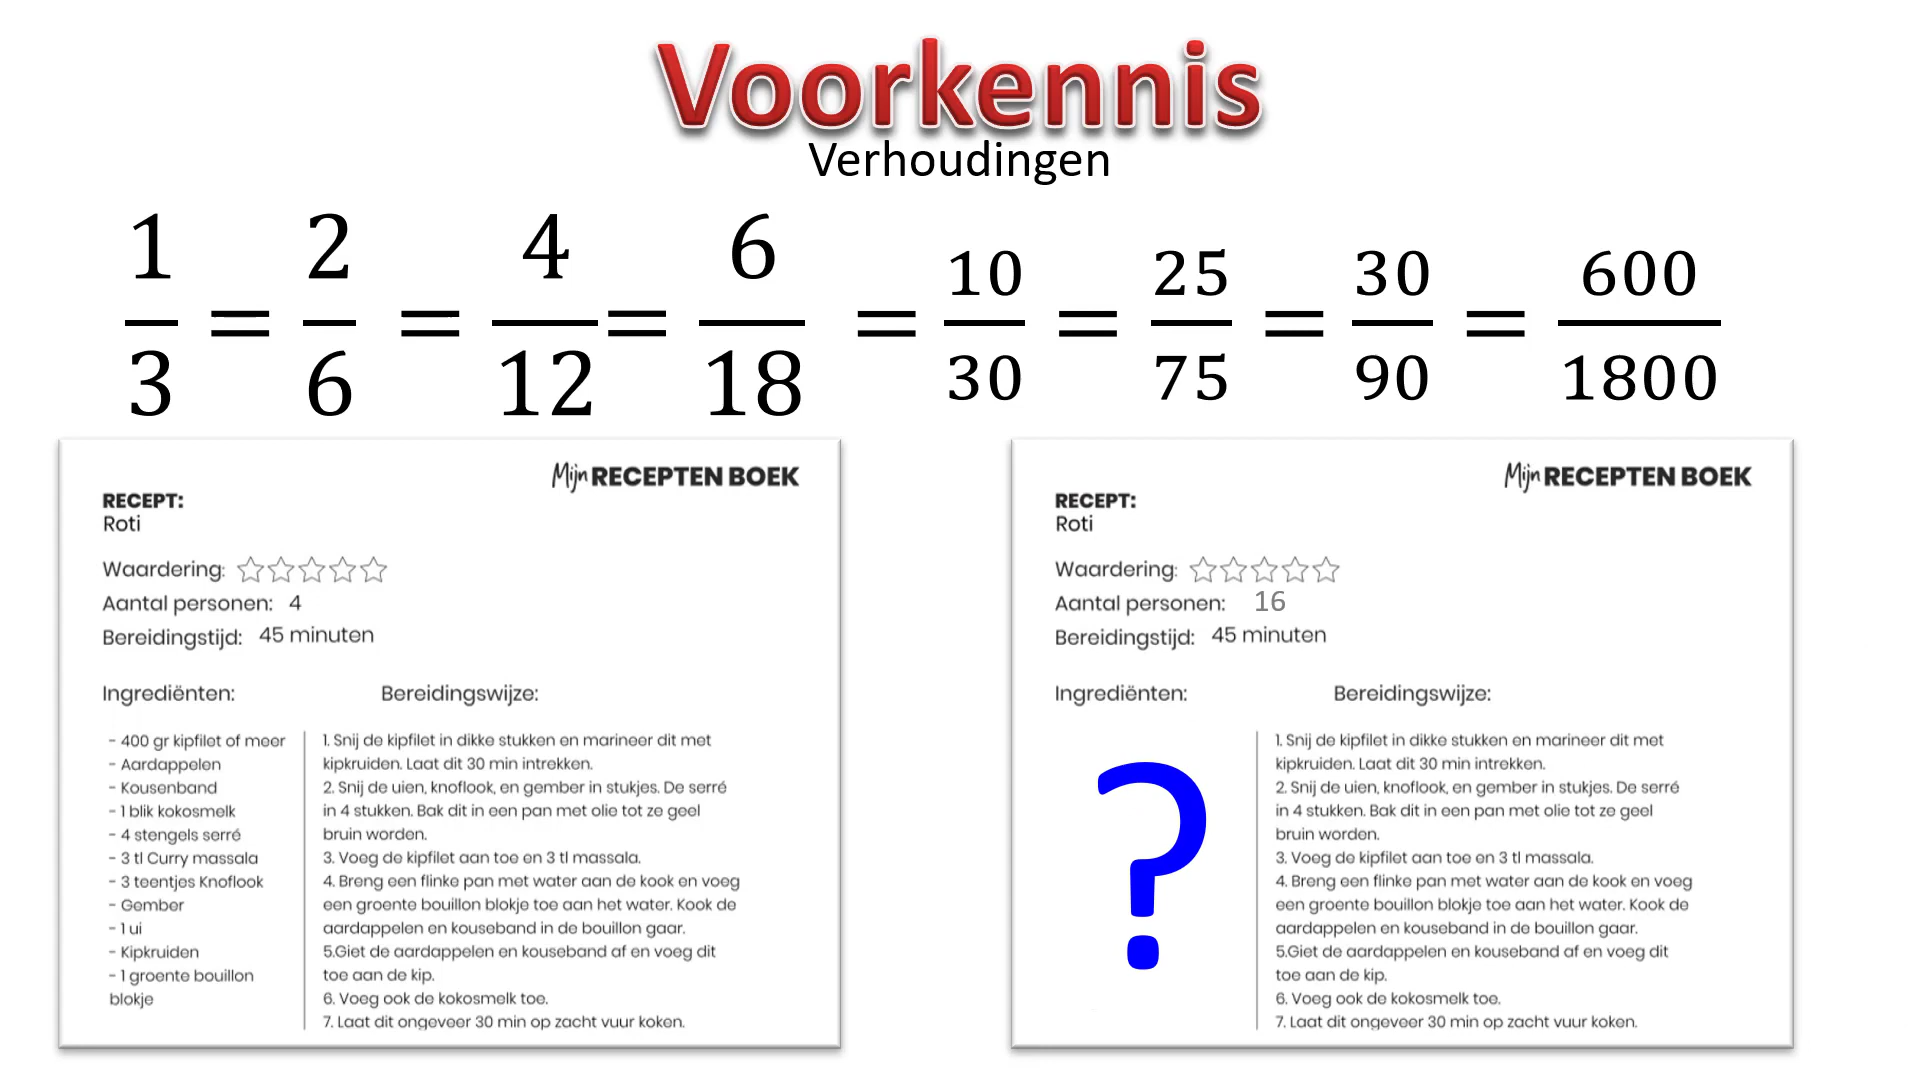 Voorkennis
Verhoudingen
1/3 = 2/6 = 4/12 = 6/18 = 10/30 = 25/75 = 30/90 = 600/1800
Mijn RECEPTEN BOEK
RECEPT:
Roti
Waardering:
Aantal personen: 4
Bereidingstijd: 45 minuten
Ingrediënten:
- 400 gr kipfilet of meer
- Aardappelen
- Kousenband
- 1 blik kokosmelk
- 4 stengels serré
- 3 tl Curry massala
- 3 teentjes Knoflook
- Gember
- 1 ui
- Kipkruiden
- 1 groente bouillon
blokje
Bereidingswijze:
1. Snij de kipfilet in dikke stukken en marineer dit met
kipkruiden. Laat dit 30 min intrekken.
2. Snij de uien, knoflook, en gember in stukjes. De serré
in 4 stukken. Bak dit in een pan met olie tot ze geel
bruin worden.
3. Voeg de kipfilet aan toe en 3 tl massala.
4. Breng een flinke pan met water aan de kook en voeg
een groente bouillon blokje toe aan het water. Kook de
aardappelen en kouseband in de bouillon gaar.
5.Giet de aardappelen en kouseband af en voeg dit
toe aan de kip.
6. Voeg ook de kokosmelk toe.
7. Laat dit ongeveer 30 min op zacht vuur koken.
Mijn RECEPTEN BOEK
RECEPT:
Roti
Waardering:
Aantal personen: 16
Bereidingstijd: 45 minuten
Ingrediënten:
?
Bereidingswijze:
1. Snij de kipfilet in dikke stukken en marineer dit met
kipkruiden. Laat dit 30 min intrekken.
2. Snij de uien, knoflook, en gember in stukjes. De serré
in 4 stukken. Bak dit in een pan met olie tot ze geel
bruin worden.
3. Voeg de kipfilet aan toe en 3 tl massala.
4. Breng een flinke pan met water aan de kook en voeg
een groente bouillon blokje toe aan het water. Kook de
aardappelen en kouseband in de bouillon gaar.
5.Giet de aardappelen en kouseband af en voeg dit
toe aan de kip.
6. Voeg ook de kokosmelk toe.
7. Laat dit ongeveer 30 min op zacht vuur koken.